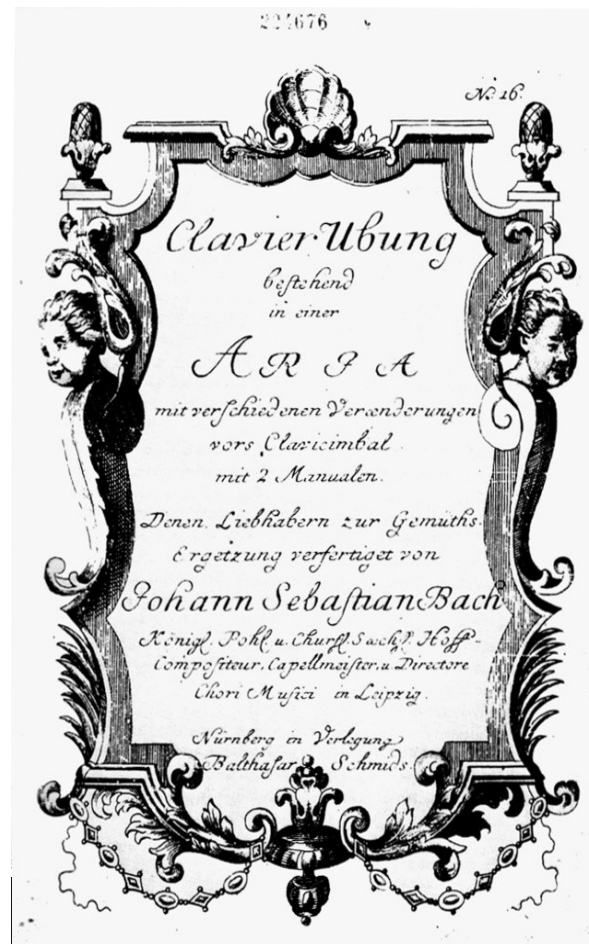 224676
N. 16.
Clavier Ubung
bestehend
in einer
ARIA
mit verschiedenen Verænderungen
vors Clavicimbal
mit 2 Manualen.
Denen Liebhabern zur Gemüths-
Ergetzung verfertiget von
Johann Sebastian Bach
Königl. Pohl. u. Churfl. Sæchs. Hoff-
Compositeur, Capellmeister, u. Directore
Chori Musici in Leipzig.
Nürnberg in Verlegung
Balthasar Schmids.